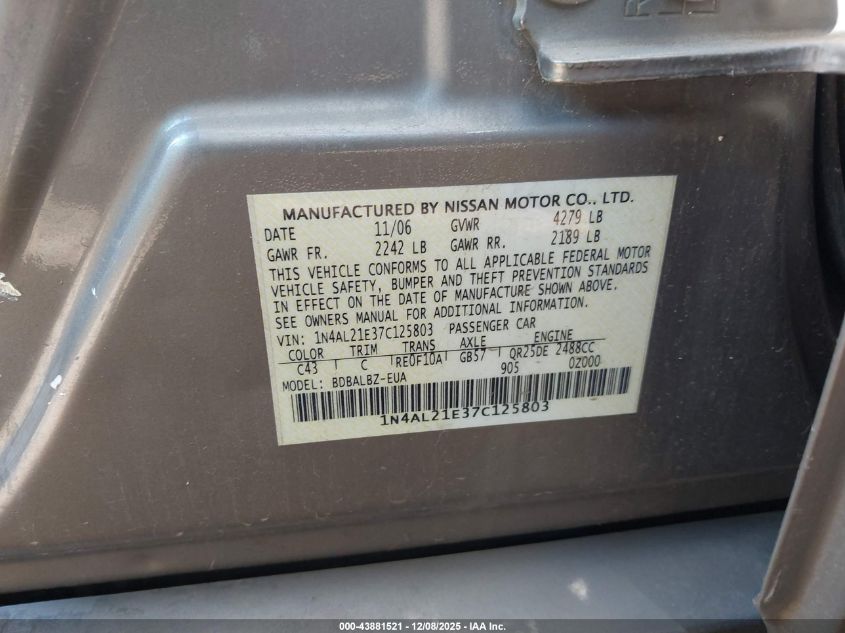 MANUFACTURED BY NISSAN MOTOR CO., LTD.
DATE 11/06 GVWR 4279 LB
GAWR FR. 2242 LB GAWR RR. 2189 LB
THIS VEHICLE CONFORMS TO ALL APPLICABLE FEDERAL MOTOR
VEHICLE SAFETY, BUMPER AND THEFT PREVENTION STANDARDS
IN EFFECT ON THE DATE OF MANUFACTURE SHOWN ABOVE.
SEE OWNERS MANUAL FOR ADDITIONAL INFORMATION.
VIN: 1N4AL21E37C125803 PASSENGER CAR
COLOR TRIM TRANS AXLE ENGINE
C43 C RE0F10A GB57 QR25DE 2488CC
MODEL: BDBALBZ-EUA 905 0Z000
1N4AL21E37C125803
000-43881521 | 12/08/2025 - IAA Inc.